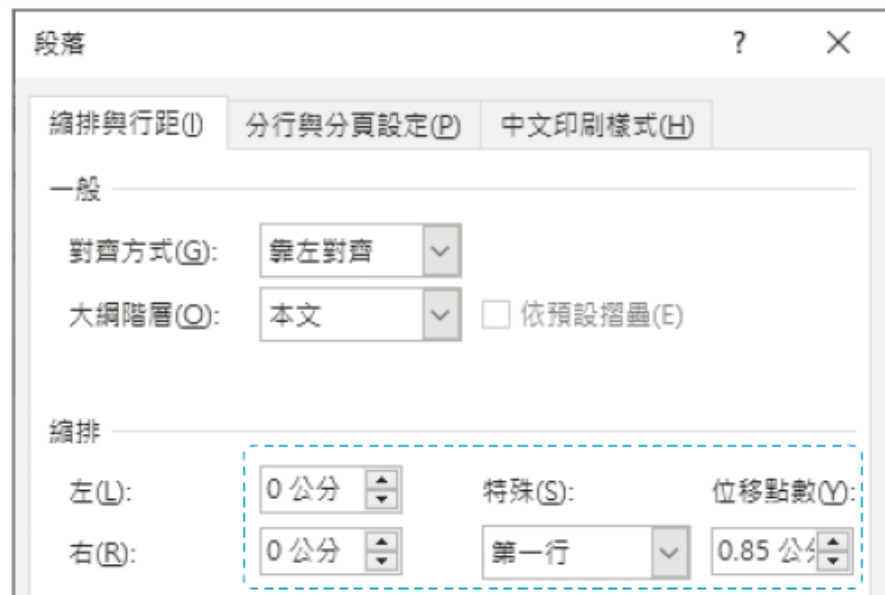 段落 ? ×
縮排與行距(I) 分行與分頁設定(P) 中文印刷樣式(H)
一般
對齊方式(G): 靠左對齊
大綱階層(O): 本文 依預設摺疊(E)
縮排
左(L): 0 公分 特殊(S): 位移點數(Y):
右(R): 0 公分 第一行 0.85 公分